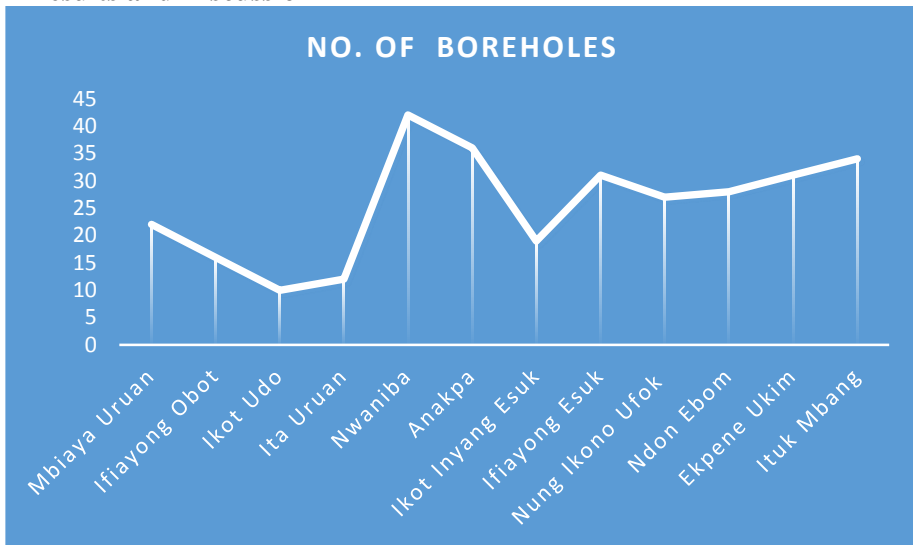 NO. OF BOREHOLES
45
40
35
30
25
20
15
10
5
0
Mbiaya Uruan
Ifiayong Obot
Ikot Udo
Ita Uruan
Nwaniba
Anakpa
Ikot Inyang Esuk
Ifiayong Esuk
Nung Ikono Ufok
Ndon Ebom
Ekpene Ukim
Ituk Mbang